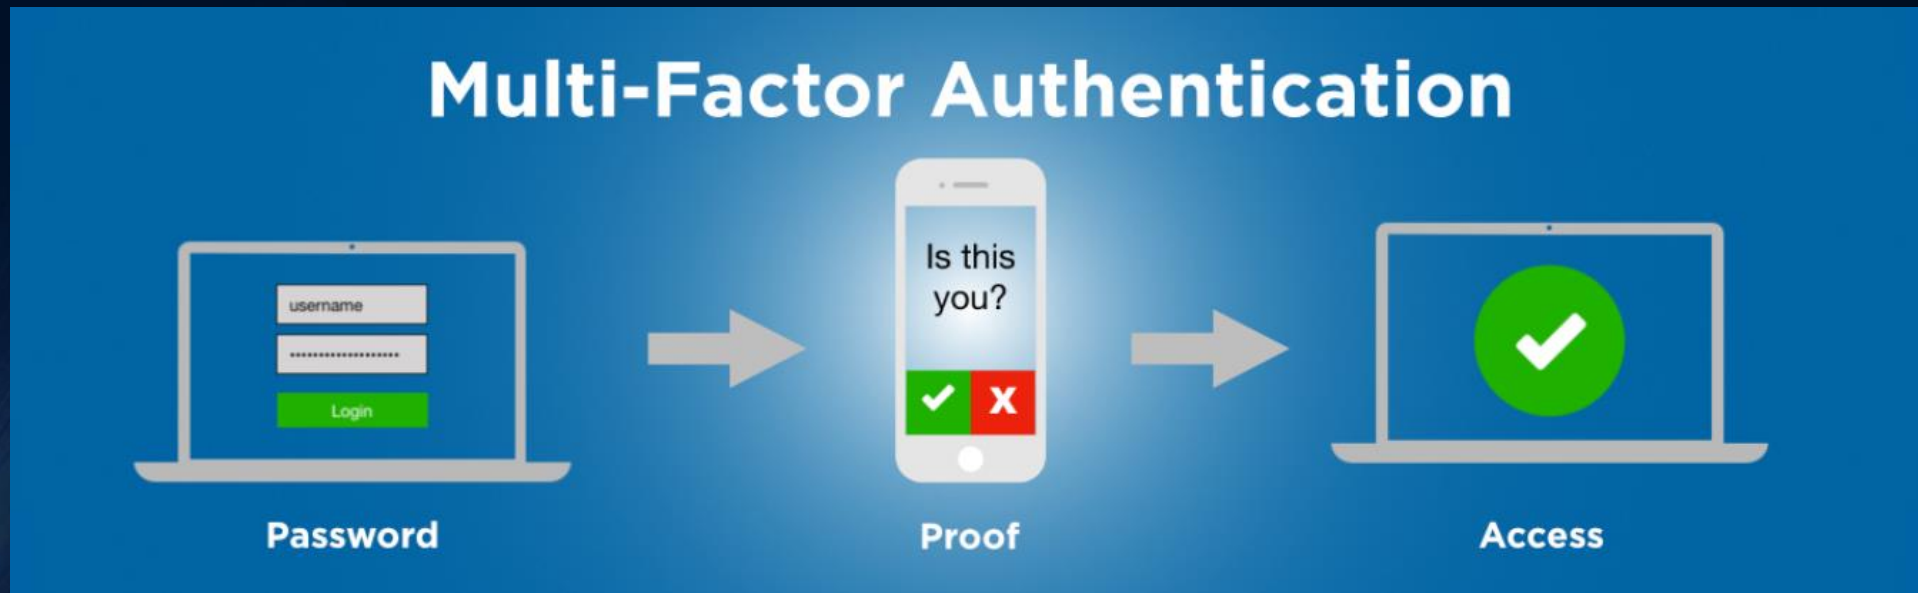 Multi-Factor Authentication
username
Login
Is this
you?
X
Password
Proof
Access